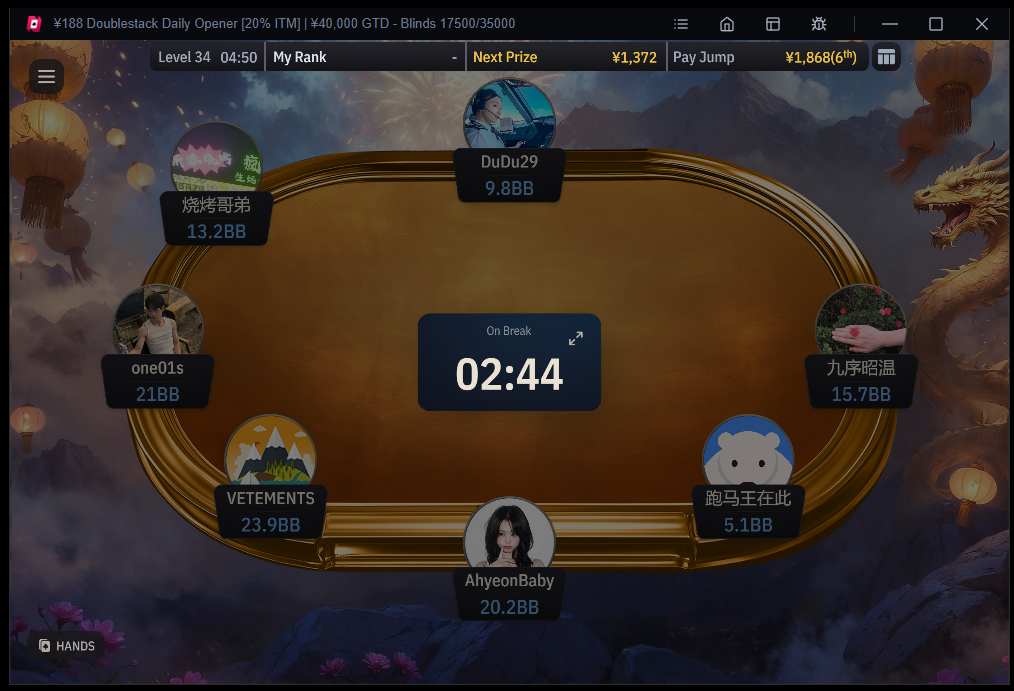 ¥188 Doublestack Daily Opener [20% ITM] | ¥40,000 GTD - Blinds 17500/35000
Level 34 04:50 My Rank - Next Prize ¥1,372 Pay Jump ¥1,868(6th)
DuDu29
9.8BB
疯
生活
烧烤哥弟
13.2BB
one01s
21BB
On Break
02:44
九序昭温
15.7BB
VETEMENTS
23.9BB
跑马王在此
5.1BB
AhyeonBaby
20.2BB
HANDS